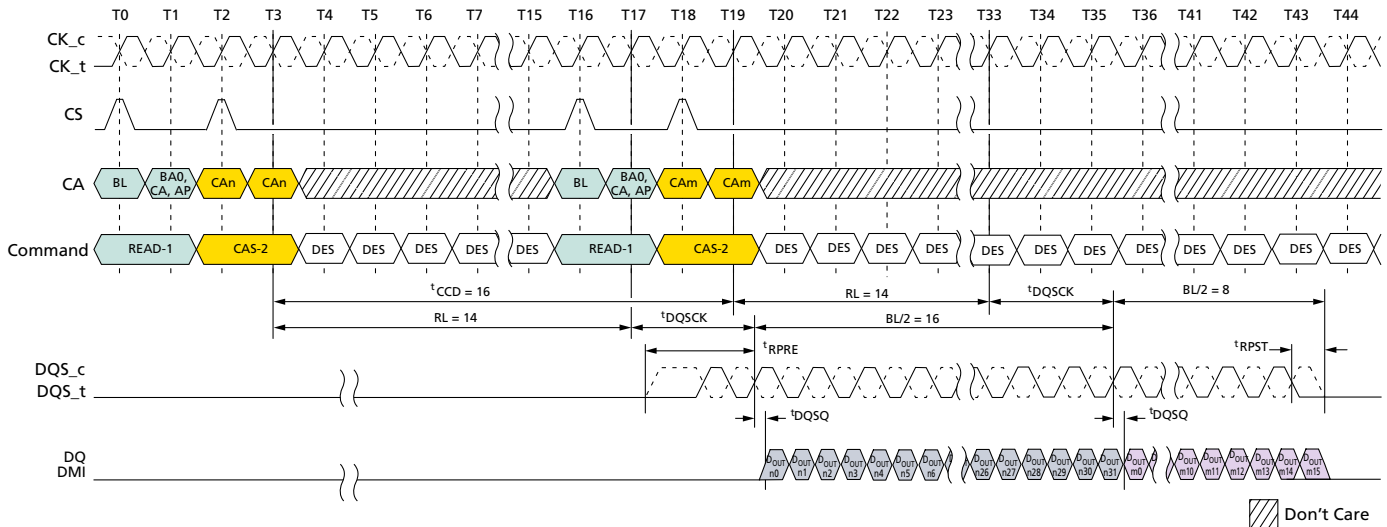 T0 T1 T2 T3 T4 T5 T6 T7 T15 T16 T17 T18 T19 T20 T21 T22 T23 T33 T34 T35 T36 T41 T42 T43 T44
CK_c
CK_t
CS
CA BL BA0, CA, AP CAn CAn BL BA0, CA, AP CAm CAm
Command READ-1 CAS-2 DES DES DES DES DES READ-1 CAS-2 DES DES DES DES DES DES DES DES DES DES DES DES
tCCD = 16 RL = 14 tDQSCK BL/2 = 8
RL = 14 tDQSCK BL/2 = 16
tRPRE tRPST
DQS_c
DQS_t
tDQSQ tDQSQ
DQ
DMI
DOUT n0 DOUT n1 DOUT n2 DOUT n3 DOUT n4 DOUT n5 DOUT n6 DOUT n26 DOUT n27 DOUT n28 DOUT n29 DOUT n30 DOUT n31 DOUT m0 D DOUT m10 DOUT m11 DOUT m12 DOUT m13 DOUT m14 DOUT m15
Don't Care